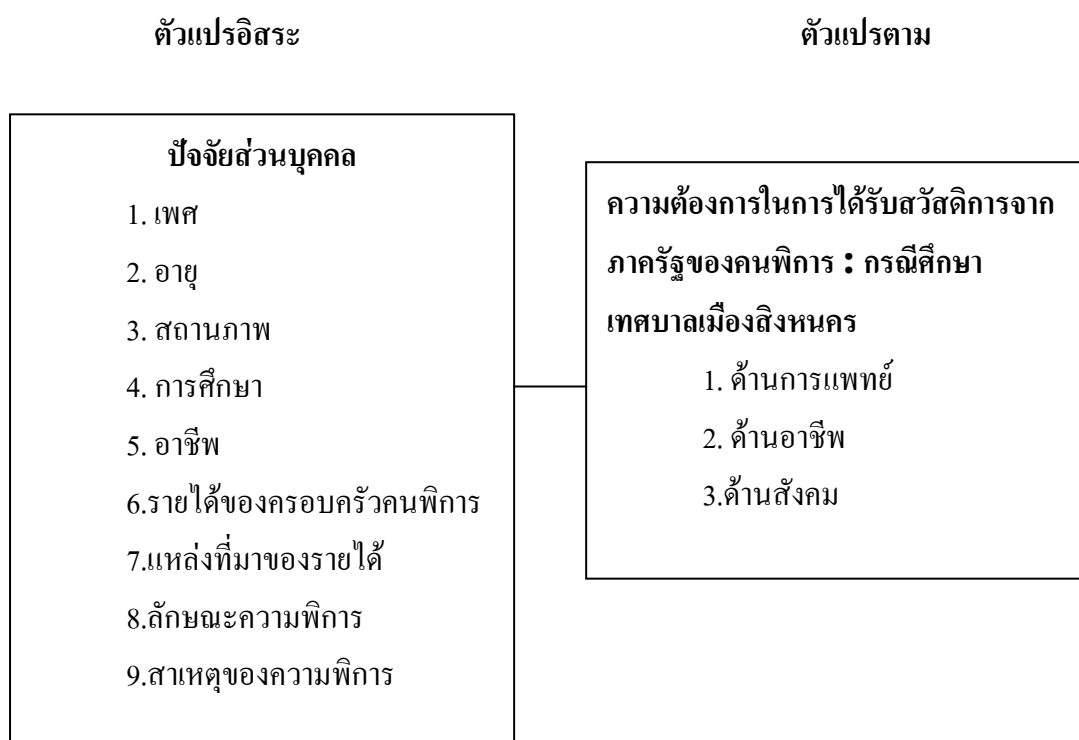 ตัวแปรอิสระ
ตัวแปรตาม
ปัจจัยส่วนบุคคล
1. เพศ
2. อายุ
3. สถานภาพ
4. การศึกษา
5. อาชีพ
6.รายได้ของครอบครัวคนพิการ
7.แหล่งที่มาของรายได้
8.ลักษณะความพิการ
9.สาเหตุของความพิการ
ความต้องการในการได้รับสวัสดิการจาก
ภาครัฐของคนพิการ : กรณีศึกษา
เทศบาลเมืองสิงหนคร
1. ด้านการแพทย์
2. ด้านอาชีพ
3.ด้านสังคม